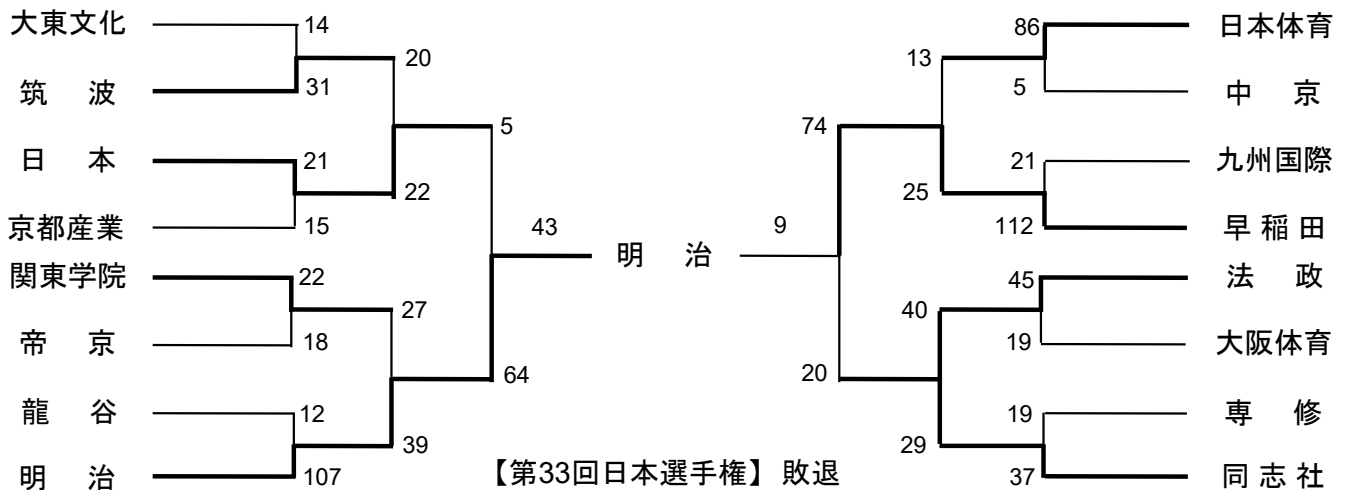 大東文化 14
20
筑 波 31
5
日 本 21
22
京都産業 15
43
関東学院 22
27
帝 京 18
64
龍 谷 12
39
明 治 107
明 治
86 日本体育
13
5 中 京
74
21 九州国際
25
112 早稲田
9
45 法 政
40
19 大阪体育
20
19 専 修
29
37 同志社
【第33回日本選手権】敗退